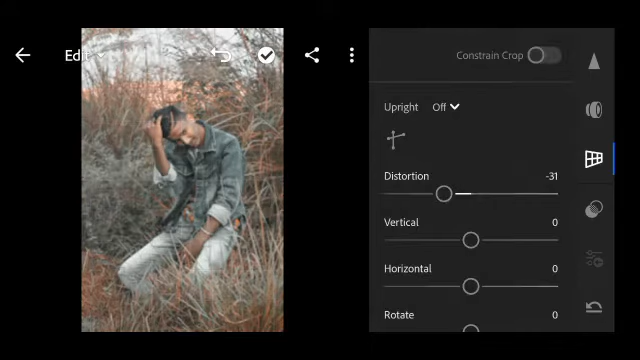 Edit
Constrain Crop
Upright Off
Distortion -31
Vertical 0
Horizontal 0
Rotate 0